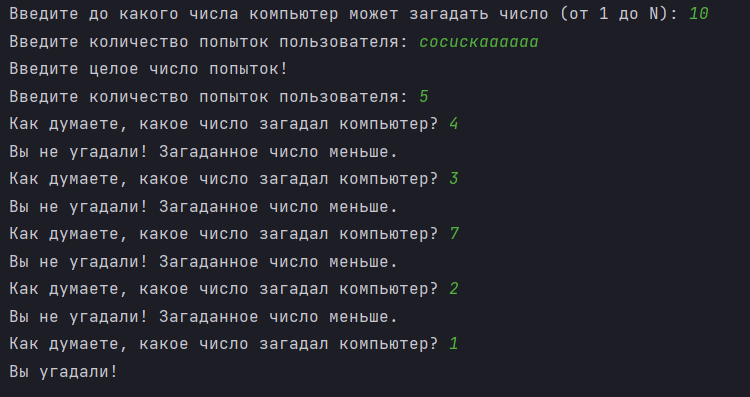 Введите до какого числа компьютер может загадать число (от 1 до N): 10
Введите количество попыток пользователя: сосискаааааа
Введите целое число попыток!
Введите количество попыток пользователя: 5
Как думаете, какое число загадал компьютер? 4
Вы не угадали! Загаданное число меньше.
Как думаете, какое число загадал компьютер? 3
Вы не угадали! Загаданное число меньше.
Как думаете, какое число загадал компьютер? 7
Вы не угадали! Загаданное число меньше.
Как думаете, какое число загадал компьютер? 2
Вы не угадали! Загаданное число меньше.
Как думаете, какое число загадал компьютер? 1
Вы угадали!